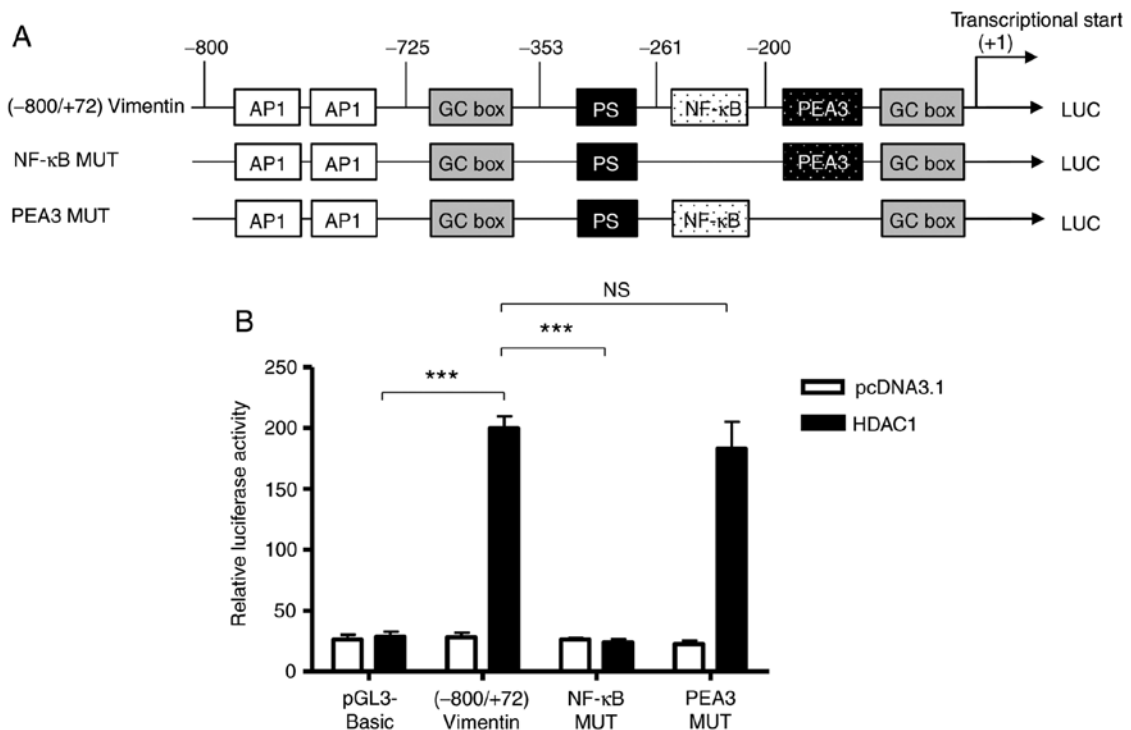 A
Transcriptional start
(+1)
–800 –725 –353 –261 –200
(–800/+72) Vimentin AP1 AP1 GC box PS NF-κB PEA3 GC box LUC
NF-κB MUT AP1 AP1 GC box PS PEA3 GC box LUC
PEA3 MUT AP1 AP1 GC box PS NF-κB GC box LUC
B
NS
***
***
250
200
150
100
50
0
Relative luciferase activity
pcDNA3.1
HDAC1
pGL3-
Basic
(–800/+72)
Vimentin
NF-κB
MUT
PEA3
MUT